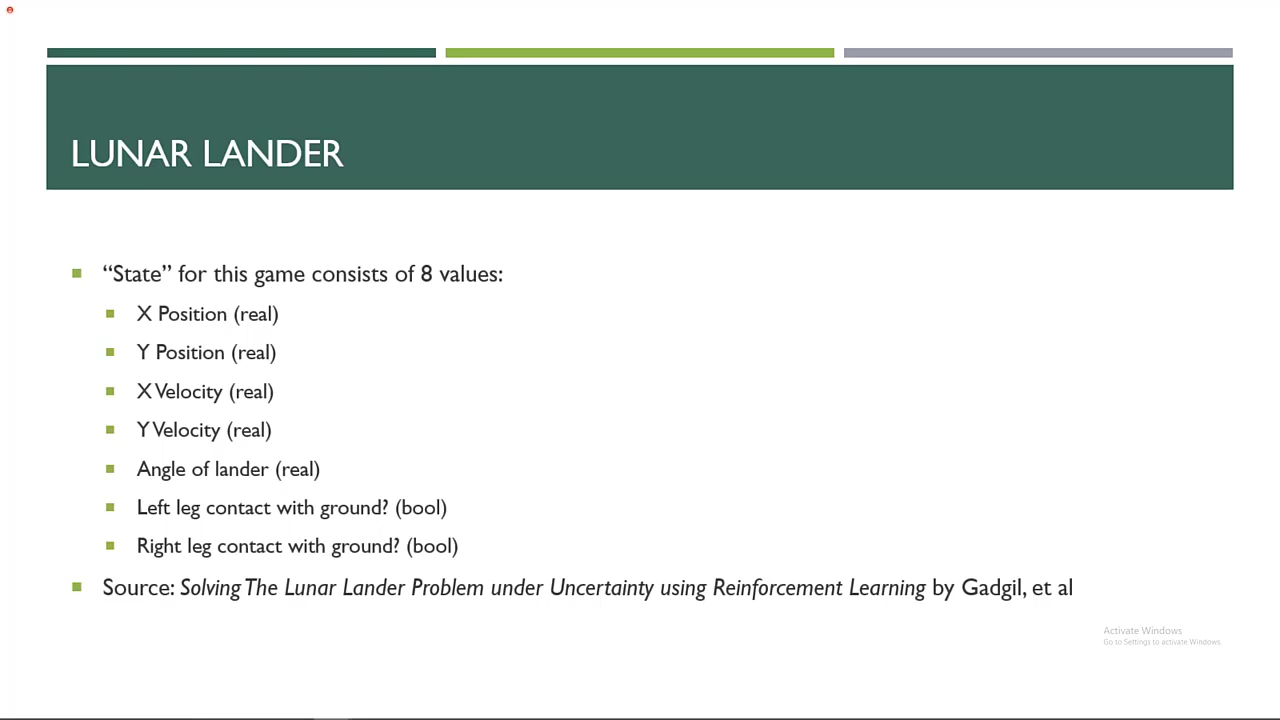 LUNAR LANDER
“State” for this game consists of 8 values:
X Position (real)
Y Position (real)
X Velocity (real)
Y Velocity (real)
Angle of lander (real)
Left leg contact with ground? (bool)
Right leg contact with ground? (bool)
Source: Solving The Lunar Lander Problem under Uncertainty using Reinforcement Learning by Gadgil, et al
Activate Windows
Go to Settings to activate Windows.